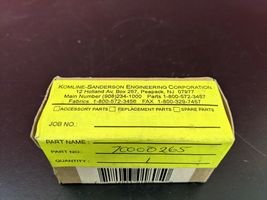 KOMLINE-SANDERSON ENGINEERING CORPORATION
12 Holland Av, Box 257, Peapack, NJ 07977
Main Number (908)234-1000 Parts 1-800-572-3457
Fabrics 1-800-572-3456 FAX 1-800-329-7457
ACCESSORY PARTS REPLACEMENT PARTS SPARE PARTS
JOB NO.:
PART NAME:
PART NO.: 70000265
QUANTITY: 1